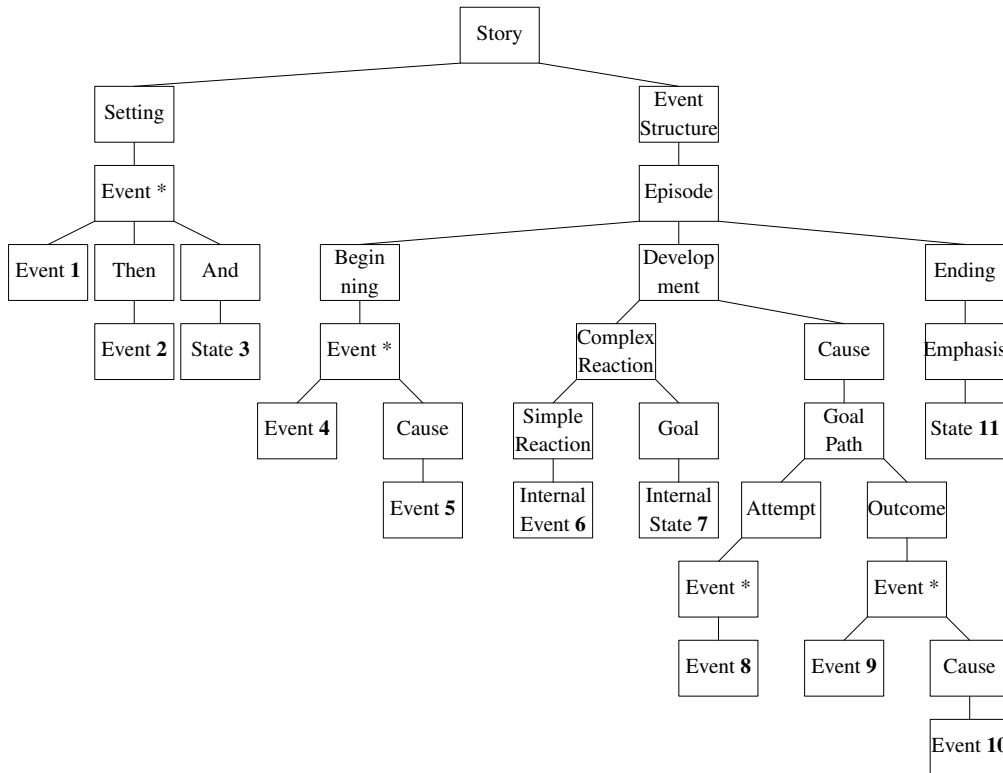 Story
Setting
Event
Structure
Event *
Episode
Event 1
Then
And
Begin
ning
Develop
ment
Ending
Event 2
State 3
Event *
Complex
Reaction
Cause
Emphasis
Event 4
Cause
Simple
Reaction
Goal
Goal
Path
State 11
Event 5
Internal
Event 6
Internal
State 7
Attempt
Outcome
Event *
Event *
Event 8
Event 9
Cause
Event 10